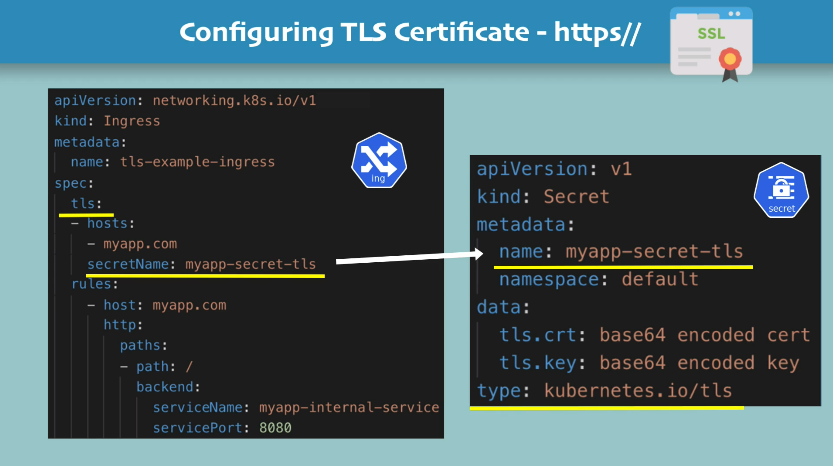 Configuring TLS Certificate - https//
SSL
apiVersion: networking.k8s.io/v1
kind: Ingress
metadata:
  name: tls-example-ingress
spec:
  tls:
  - hosts:
    - myapp.com
    secretName: myapp-secret-tls
  rules:
    - host: myapp.com
      http:
        paths:
        - path: /
          backend:
            serviceName: myapp-internal-service
            servicePort: 8080
ing
apiVersion: v1
kind: Secret
metadata:
  name: myapp-secret-tls
  namespace: default
data:
  tls.crt: base64 encoded cert
  tls.key: base64 encoded key
type: kubernetes.io/tls
secret